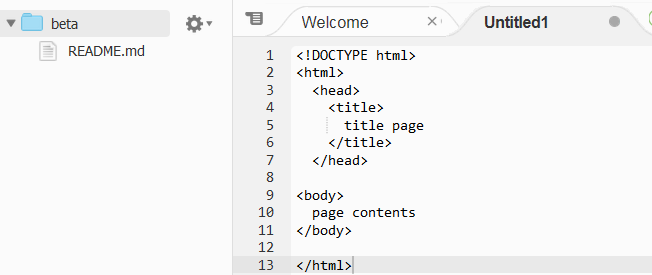 beta
README.md
Welcome
Untitled1
1 <!DOCTYPE html>
2 <html>
3   <head>
4     <title>
5       title page
6     </title>
7   </head>
8
9 <body>
10   page contents
11 </body>
12
13 </html>